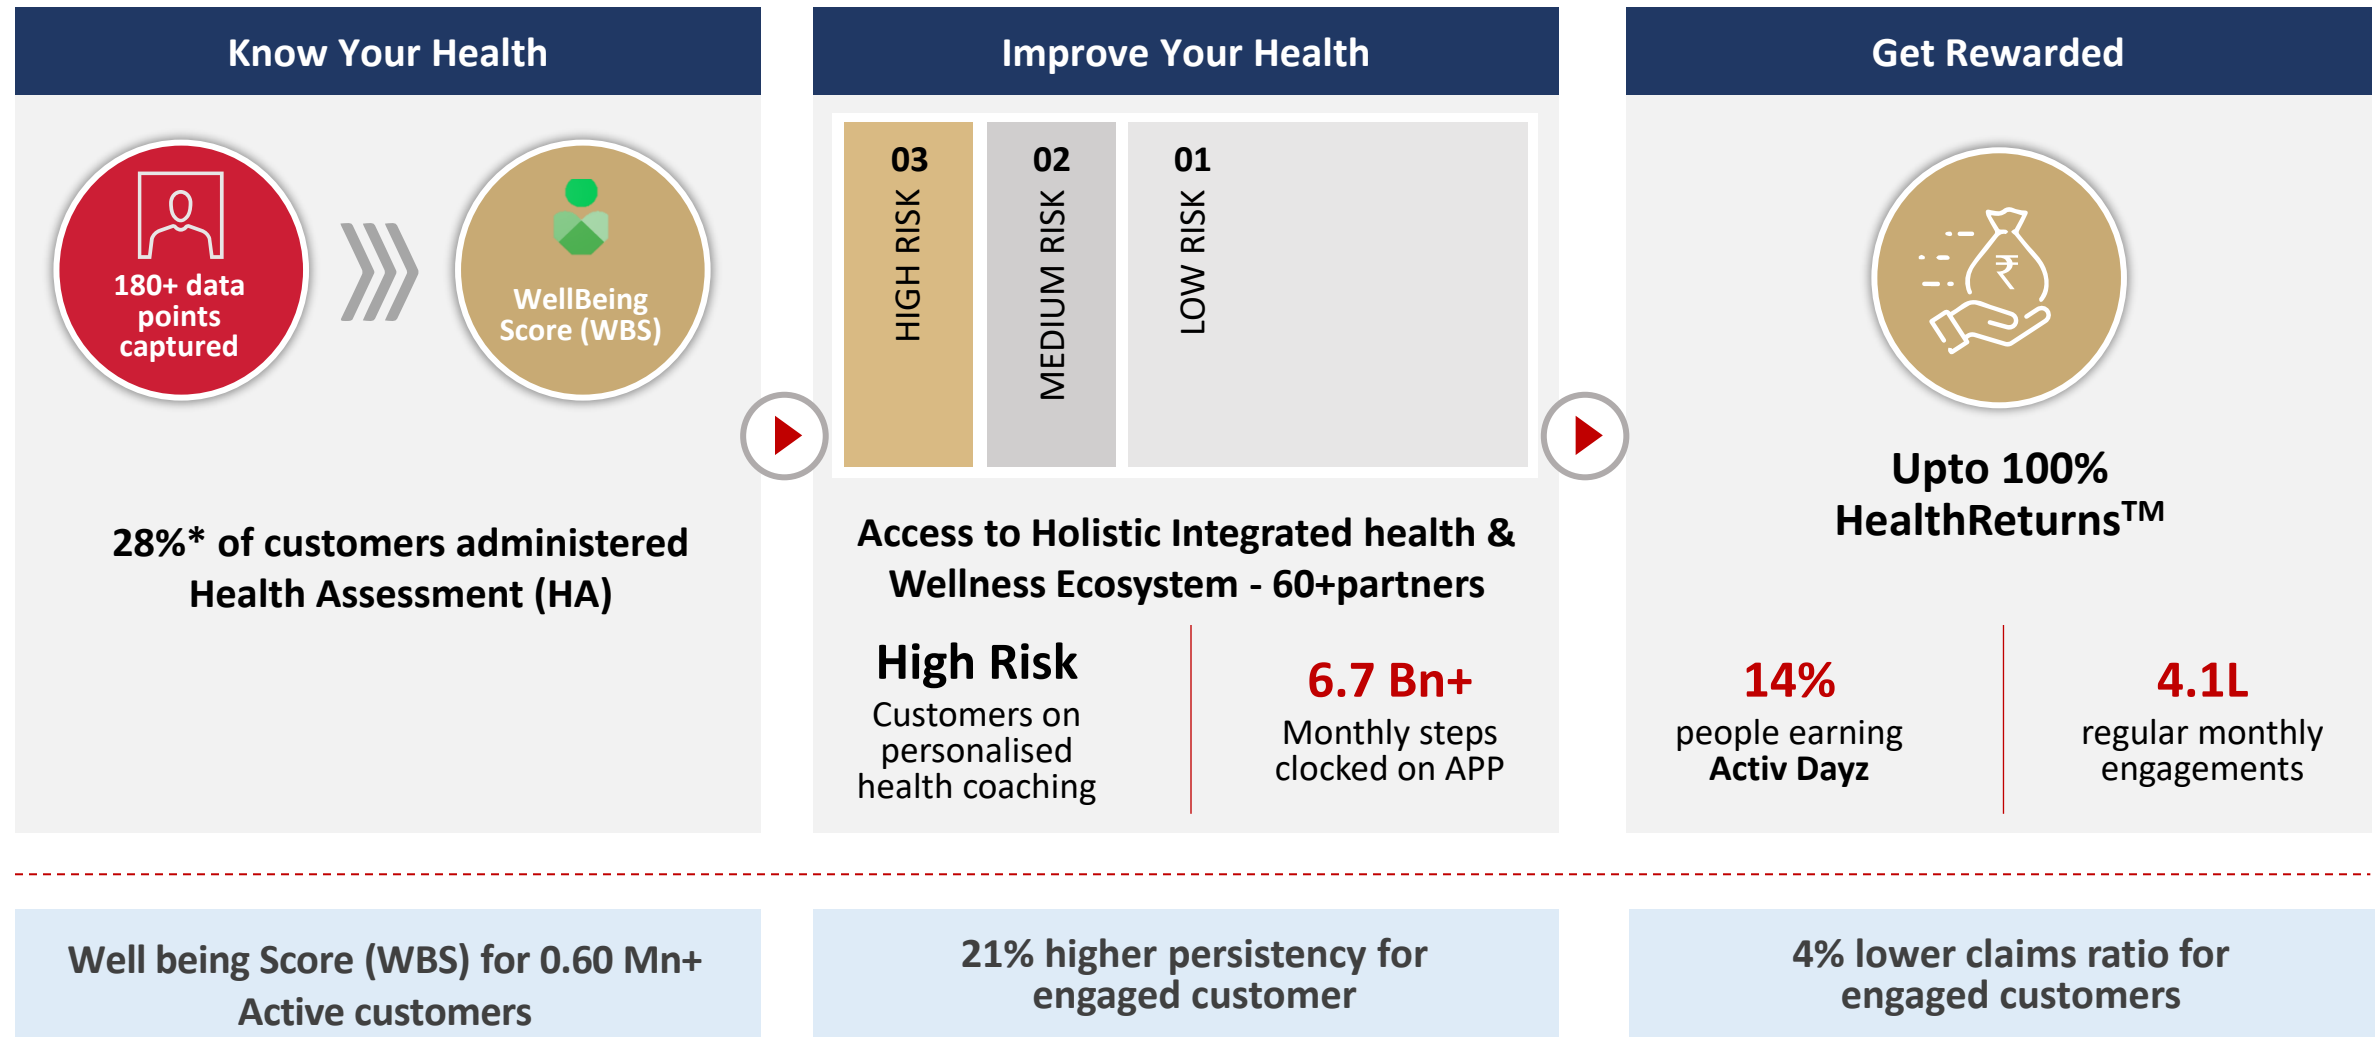 Know Your Health
180+ data
points
captured
WellBeing
Score (WBS)
28%* of customers administered
Health Assessment (HA)
Improve Your Health
03
HIGH RISK
02
MEDIUM RISK
01
LOW RISK
Access to Holistic Integrated health &
Wellness Ecosystem - 60+partners
High Risk
Customers on
personalised
health coaching
6.7 Bn+
Monthly steps
clocked on APP
Get Rewarded
₹
Upto 100%
HealthReturns™
14%
people earning
Activ Dayz
4.1L
regular monthly
engagements
Well being Score (WBS) for 0.60 Mn+
Active customers
21% higher persistency for
engaged customer
4% lower claims ratio for
engaged customers